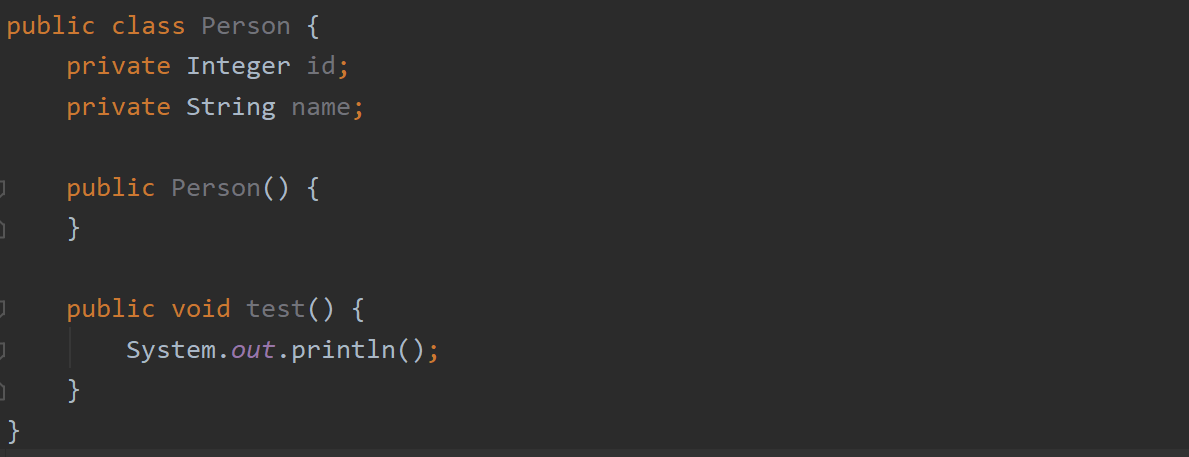 public class Person {
    private Integer id;
    private String name;

    public Person() {
    }

    public void test() {
        System.out.println();
    }
}